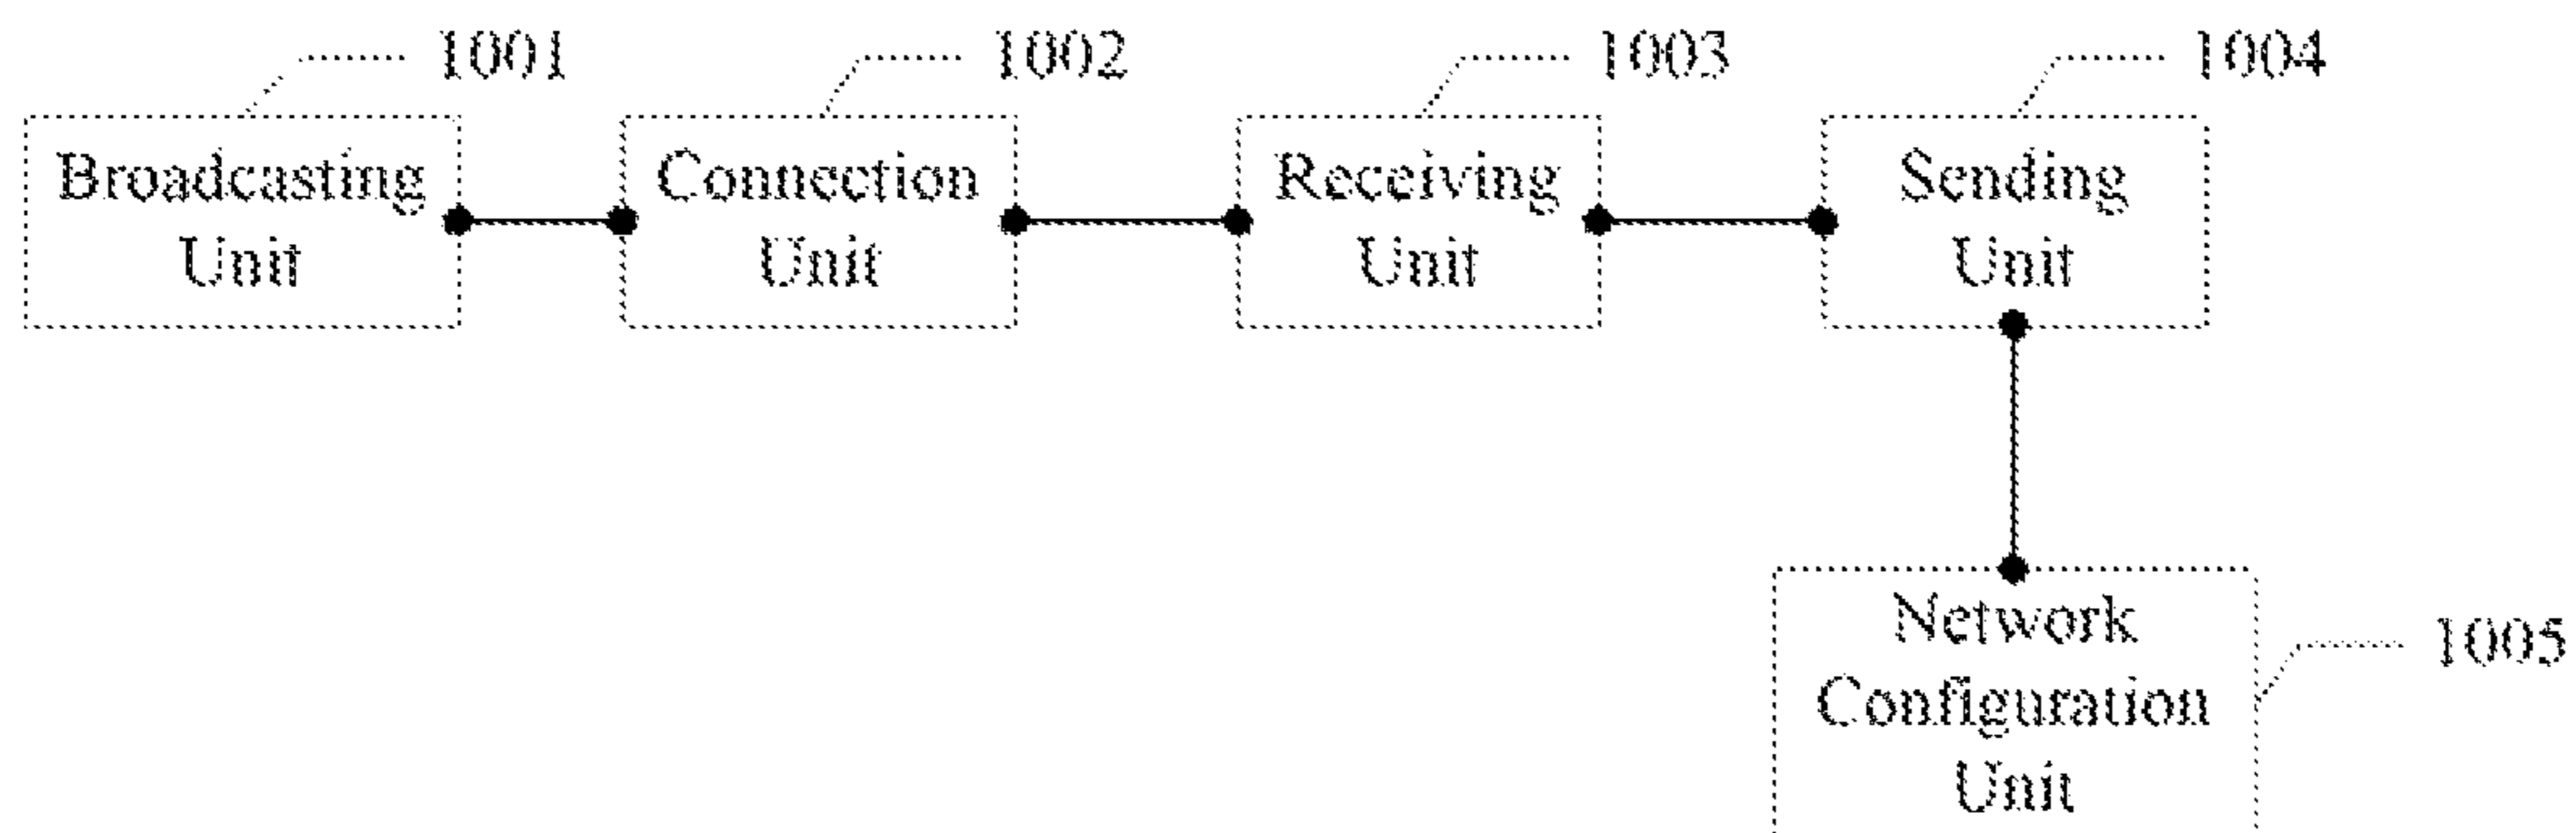 1001
1002
1003
1004
Broadcasting
Unit
Connection
Unit
Receiving
Unit
Sending
Unit
Network
Configuration
Unit
1005